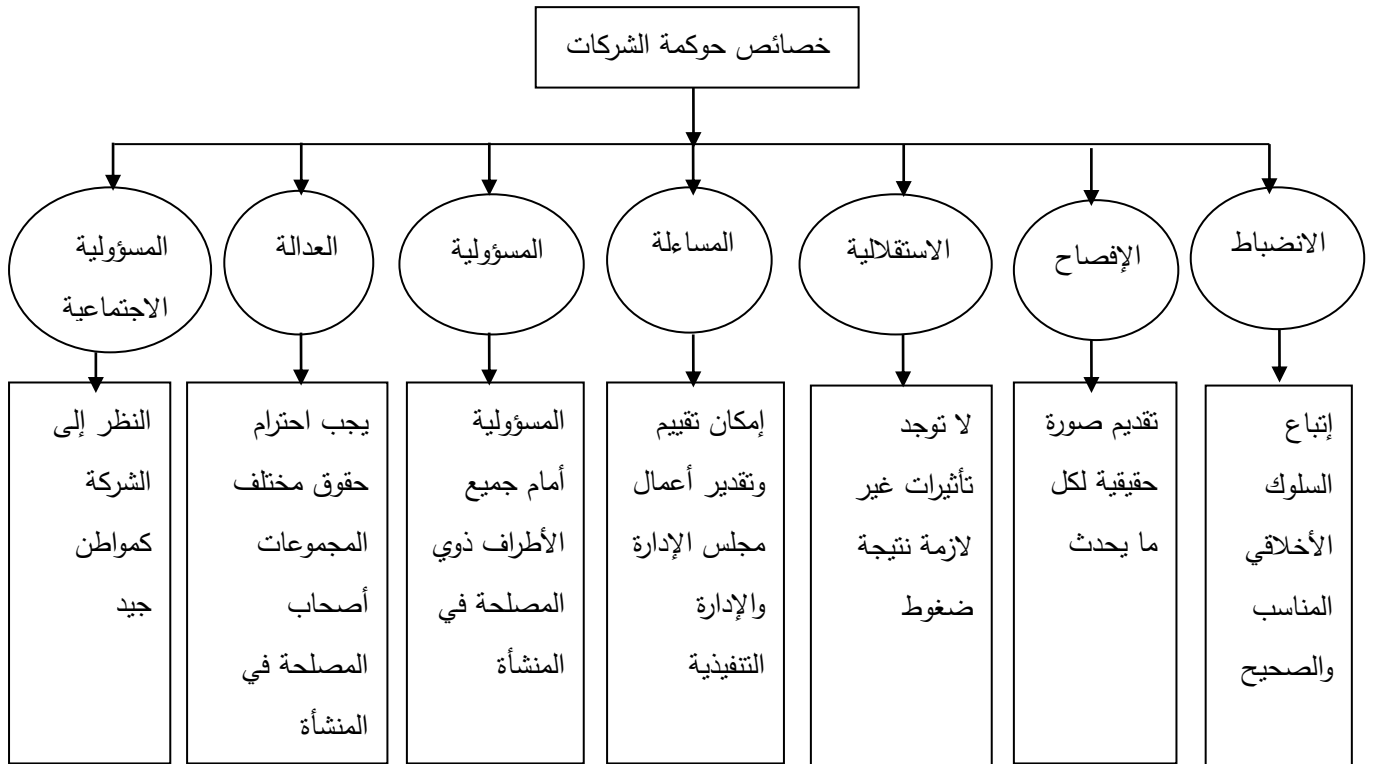 خصائص حوكمة الشركات
الانضباط
الإفصاح
الاستقلالية
المساءلة
المسؤولية
العدالة
المسؤولية
الاجتماعية
إتباع
السلوك
الأخلاقي
المناسب
والصحيح
تقديم صورة
حقيقية لكل
ما يحدث
لا توجد
تأثيرات غير
لازمة نتيجة
ضغوط
إمكان تقييم
وتقدير أعمال
مجلس الإدارة
والإدارة
التنفيذية
المسؤولية
أمام جميع
الأطراف ذوي
المصلحة في
المنشأة
يجب احترام
حقوق مختلف
المجموعات
أصحاب
المصلحة في
المنشأة
النظر إلى
الشركة
كمواطن
جيد